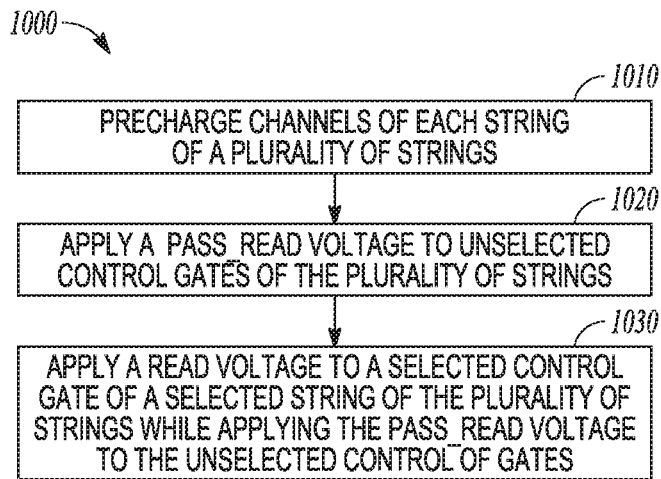 1000
1010
PRECHARGE CHANNELS OF EACH STRING
OF A PLURALITY OF STRINGS
1020
APPLY A PASS_READ VOLTAGE TO UNSELECTED
CONTROL GATES OF THE PLURALITY OF STRINGS
1030
APPLY A READ VOLTAGE TO A SELECTED CONTROL
GATE OF A SELECTED STRING OF THE PLURALITY OF
STRINGS WHILE APPLYING THE PASS_READ VOLTAGE
TO THE UNSELECTED CONTROL OF GATES